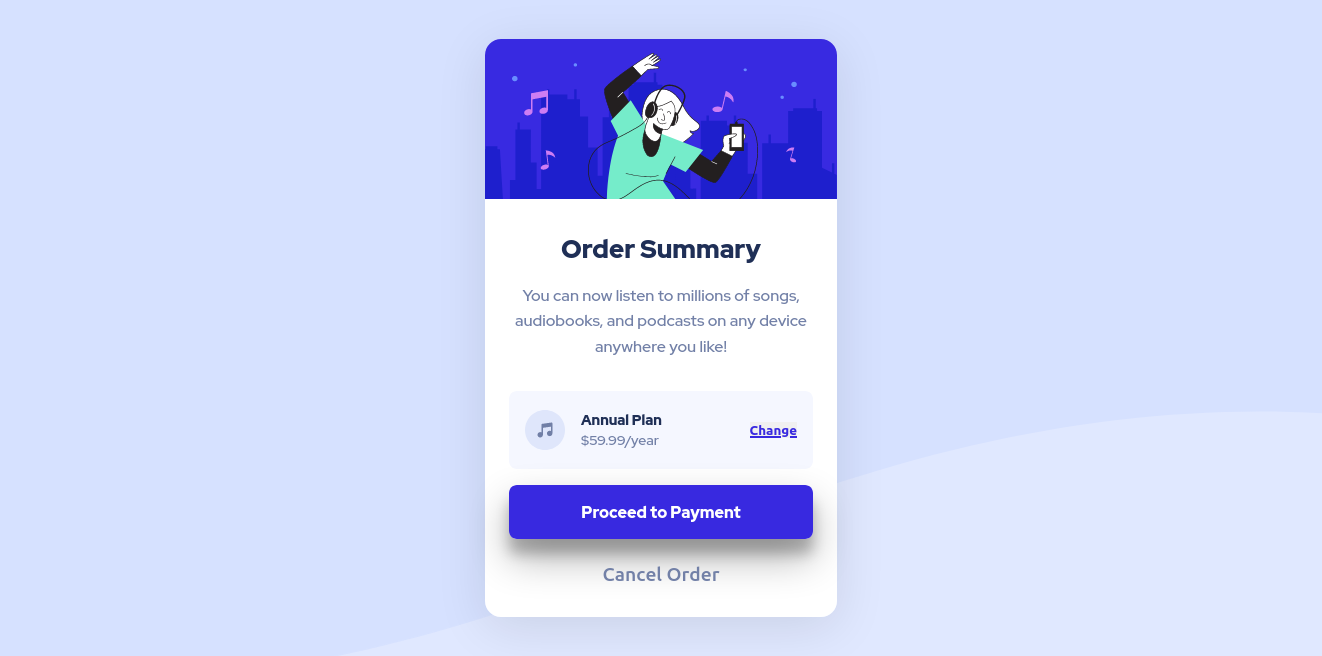 Order Summary
You can now listen to millions of songs,
audiobooks, and podcasts on any device
anywhere you like!
Annual Plan
$59.99/year
Change
Proceed to Payment
Cancel Order